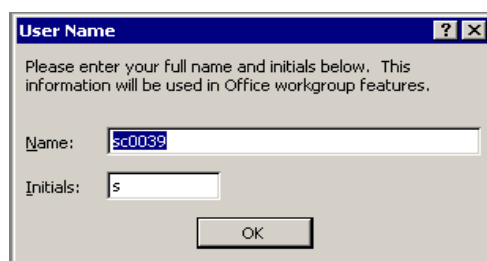 User Name
Please enter your full name and initials below. This
information will be used in Office workgroup features.
Name: sc0039
Initials: s
OK